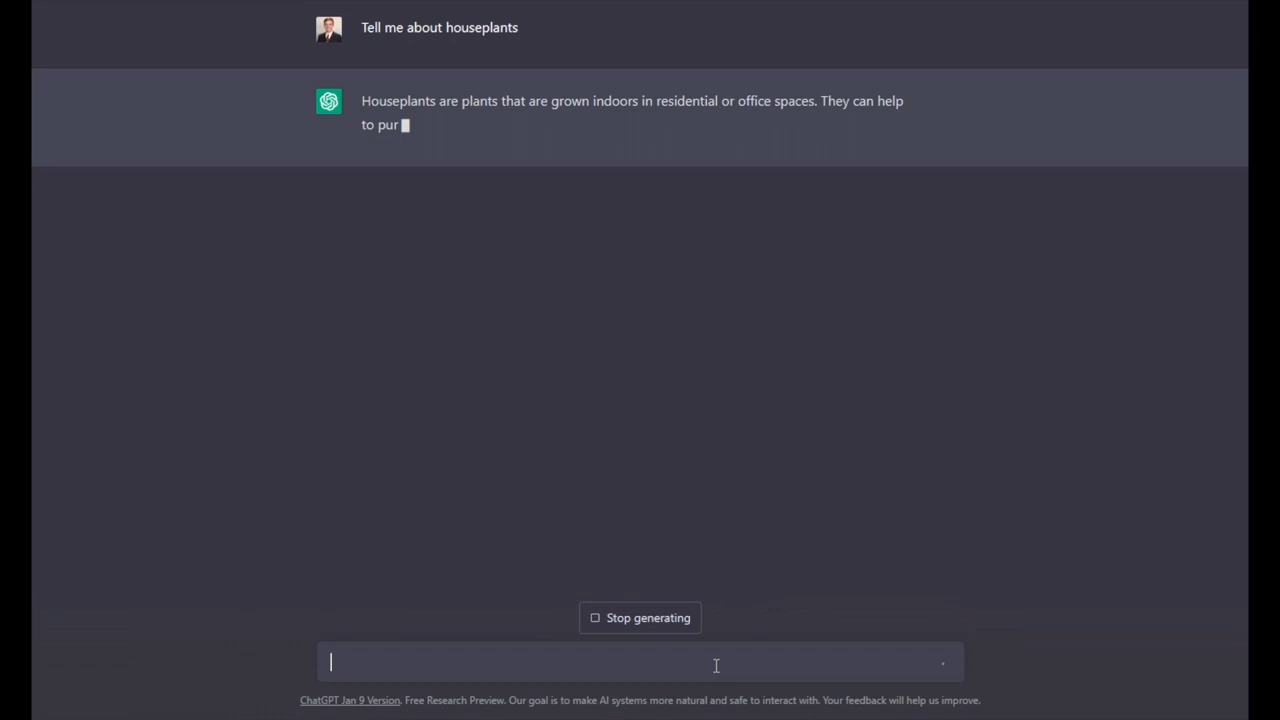 Tell me about houseplants
Houseplants are plants that are grown indoors in residential or office spaces. They can help
to pur
Stop generating
ChatGPT Jan 9 Version. Free Research Preview. Our goal is to make AI systems more natural and safe to interact with. Your feedback will help us improve.